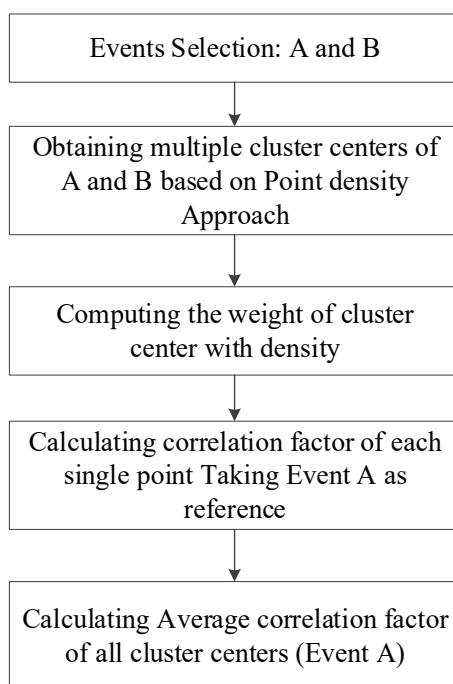 Events Selection: A and B
Obtaining multiple cluster centers of
A and B based on Point density
Approach
Computing the weight of cluster
center with density
Calculating correlation factor of each
single point Taking Event A as
reference
Calculating Average correlation factor
of all cluster centers (Event A)